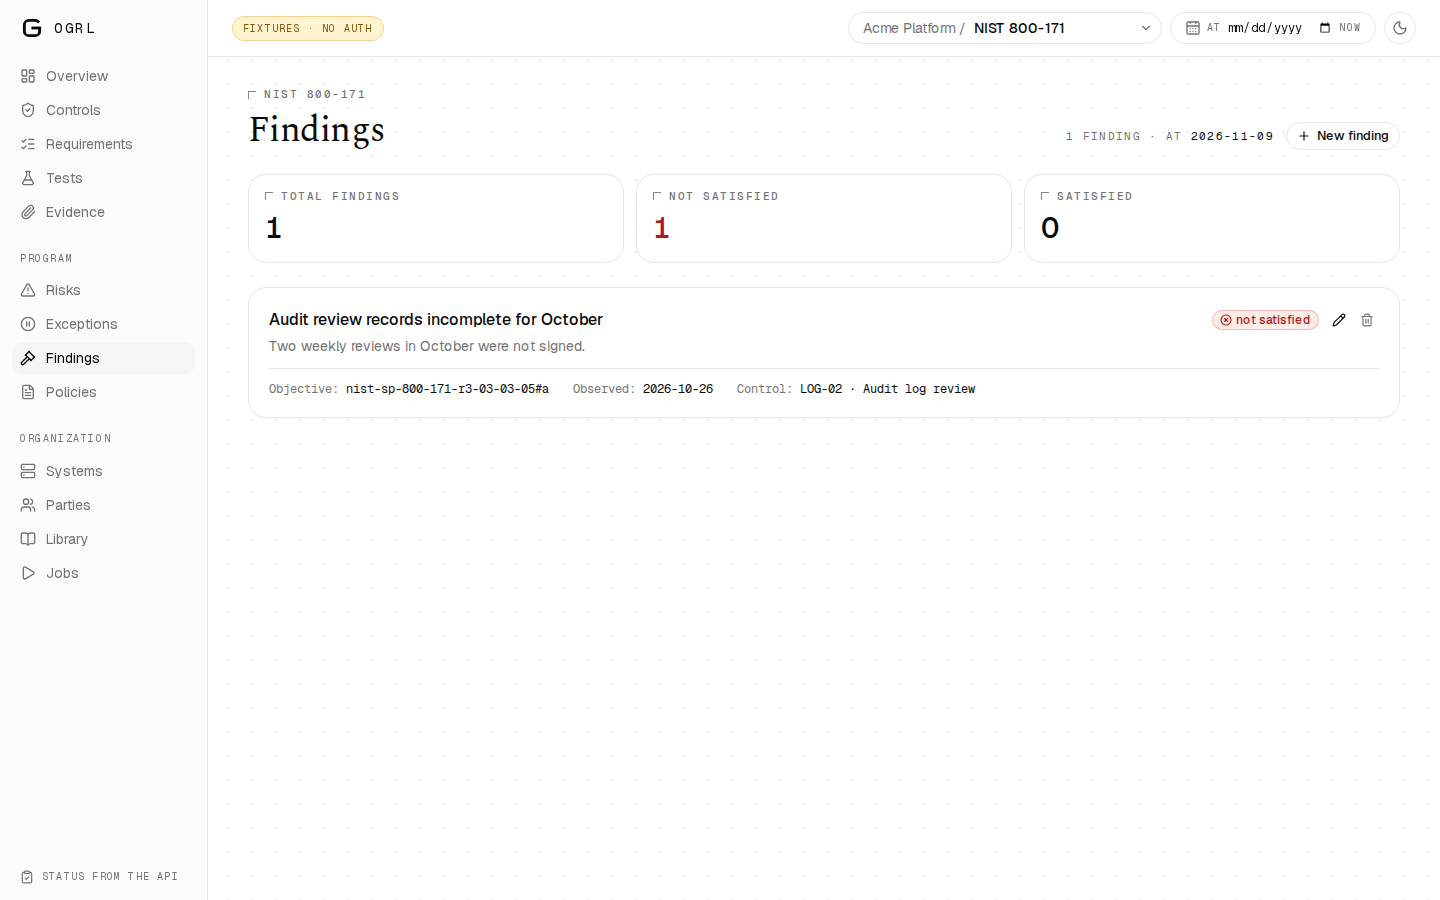 OGRL
FIXTURES · NO AUTH
Acme Platform / NIST 800-171
AT mm/dd/yyyy NOW
Overview
Controls
Requirements
Tests
Evidence
PROGRAM
Risks
Exceptions
Findings
Policies
ORGANIZATION
Systems
Parties
Library
Jobs
STATUS FROM THE API
NIST 800-171
Findings
1 FINDING · AT 2026-11-09
New finding
TOTAL FINDINGS
1
NOT SATISFIED
1
SATISFIED
0
Audit review records incomplete for October
not satisfied
Two weekly reviews in October were not signed.
Objective: nist-sp-800-171-r3-03-03-05#a Observed: 2026-10-26 Control: LOG-02 · Audit log review